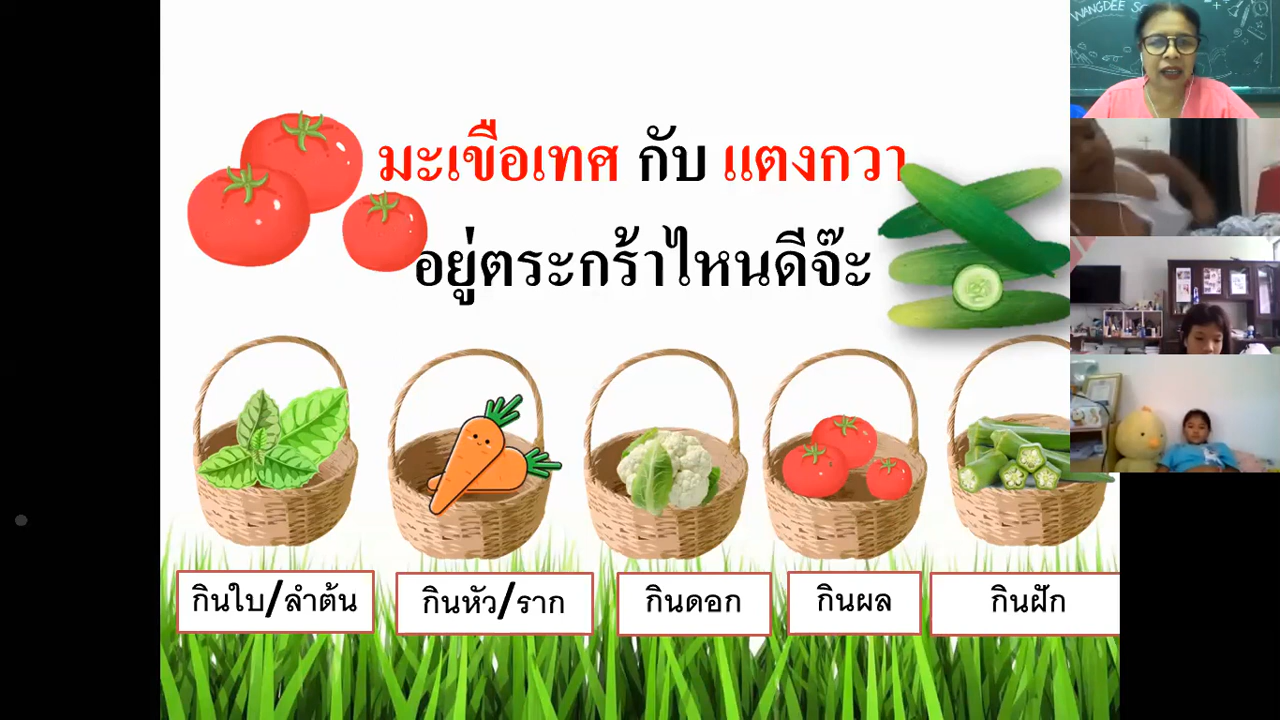 มะเขือเทศ กับ แตงกวา
อยู่ตระกร้าไหนดีจ๊ะ
กินใบ/ลำต้น
กินหัว/ราก
กินดอก
กินผล
กินฝัก
WANGDEE SC